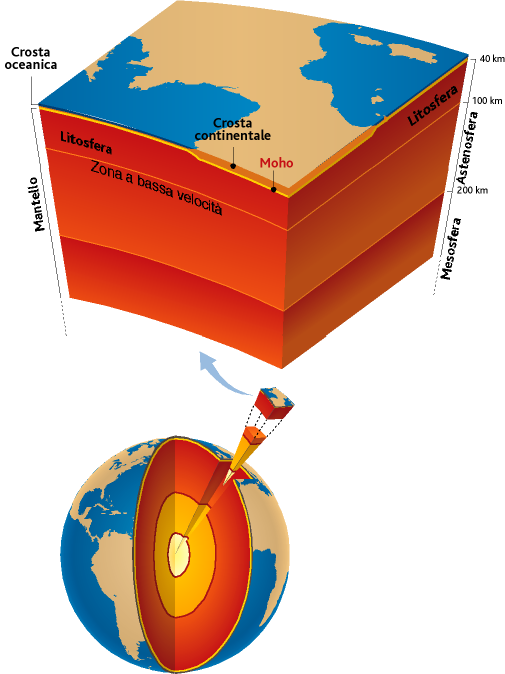 Crosta
oceanica
40 km
Litosfera
100 km
Crosta
continentale
Litosfera
Moho
Astenosfera
Zona a bassa velocità
200 km
Mantello
Mesosfera